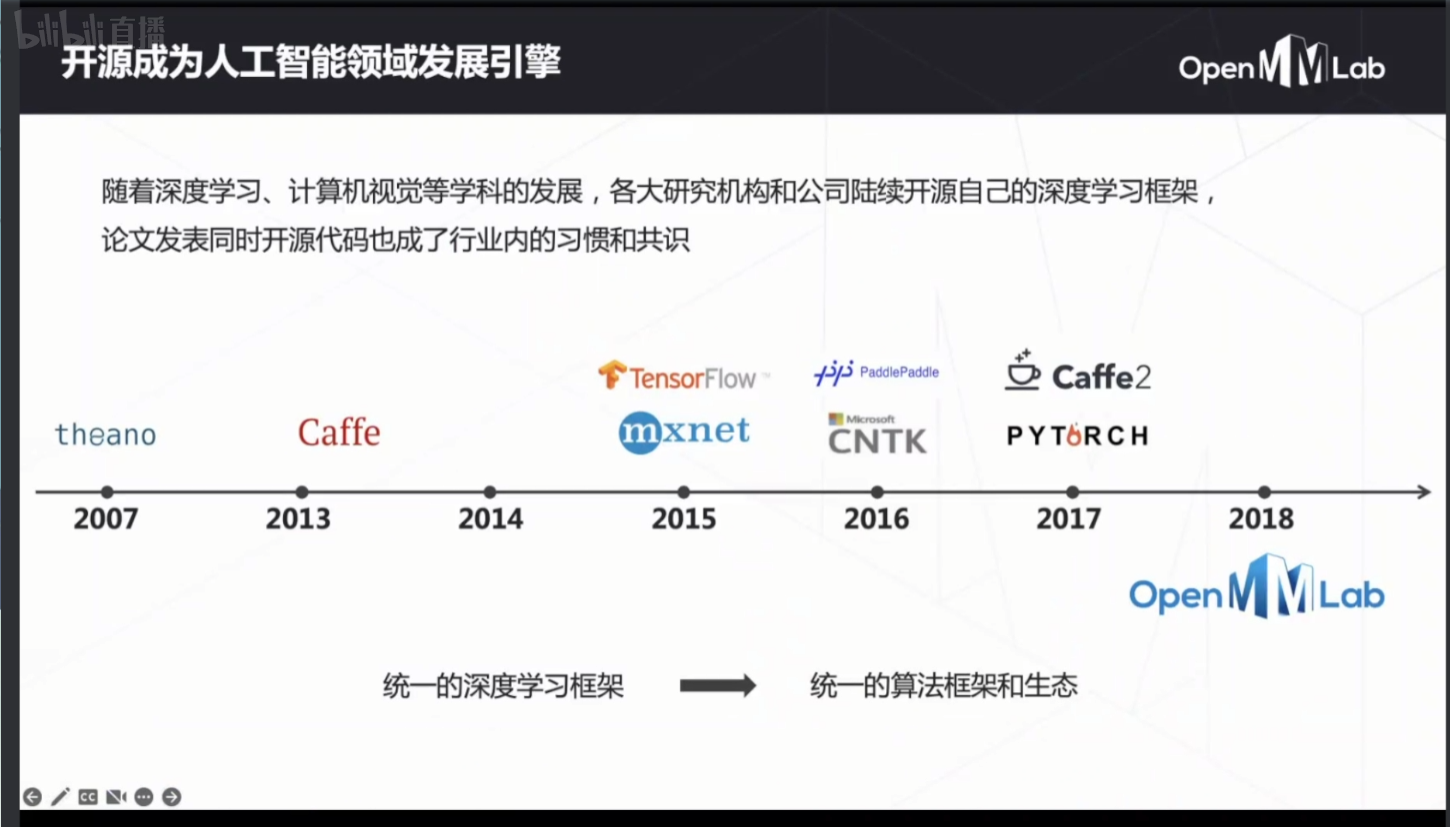 bilibili直播
开源成为人工智能领域发展引擎
OpenMMLab
随着深度学习、计算机视觉等学科的发展，各大研究机构和公司陆续开源自己的深度学习框架，
论文发表同时开源代码也成了行业内的习惯和共识
theano
Caffe
TensorFlow™
mxnet
PaddlePaddle
Microsoft
CNTK
Caffe2
PYTORCH
2007 2013 2014 2015 2016 2017 2018
OpenMMLab
统一的深度学习框架 统一的算法框架和生态
CC